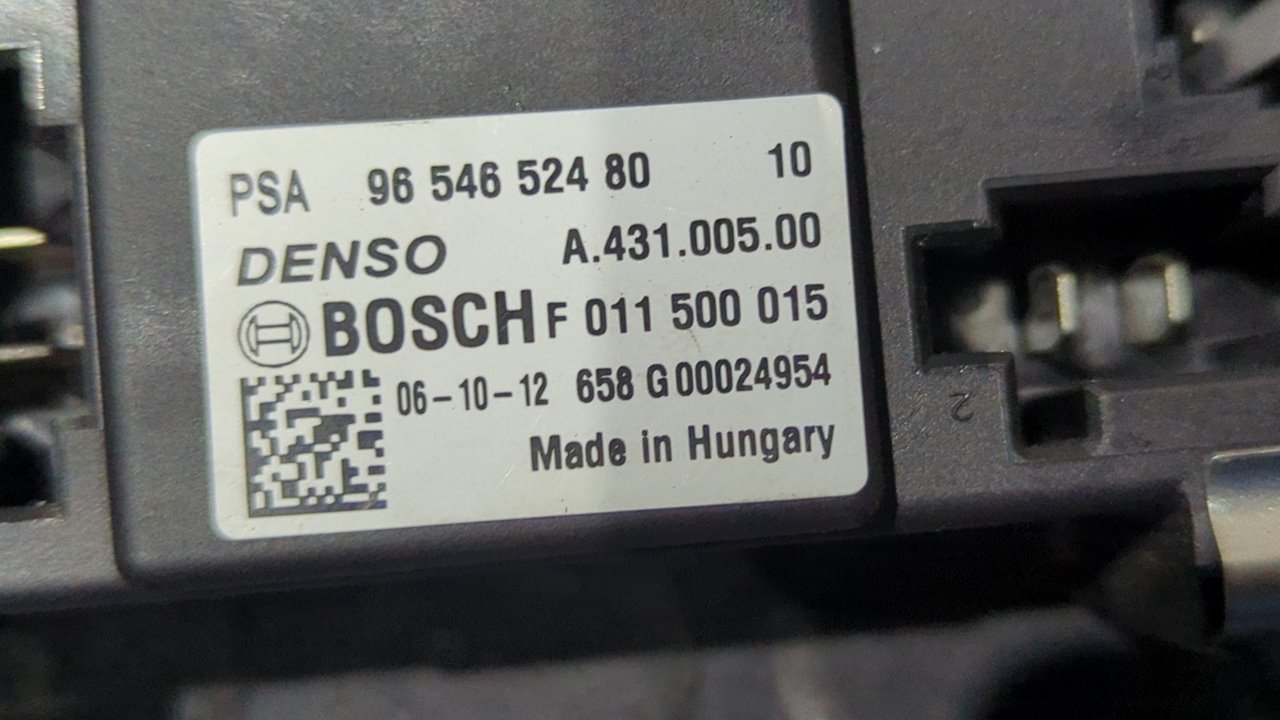 PSA 96 546 524 80 10
DENSO A.431.005.00
BOSCH F 011 500 015
06-10-12 658 G00024954
Made in Hungary
2